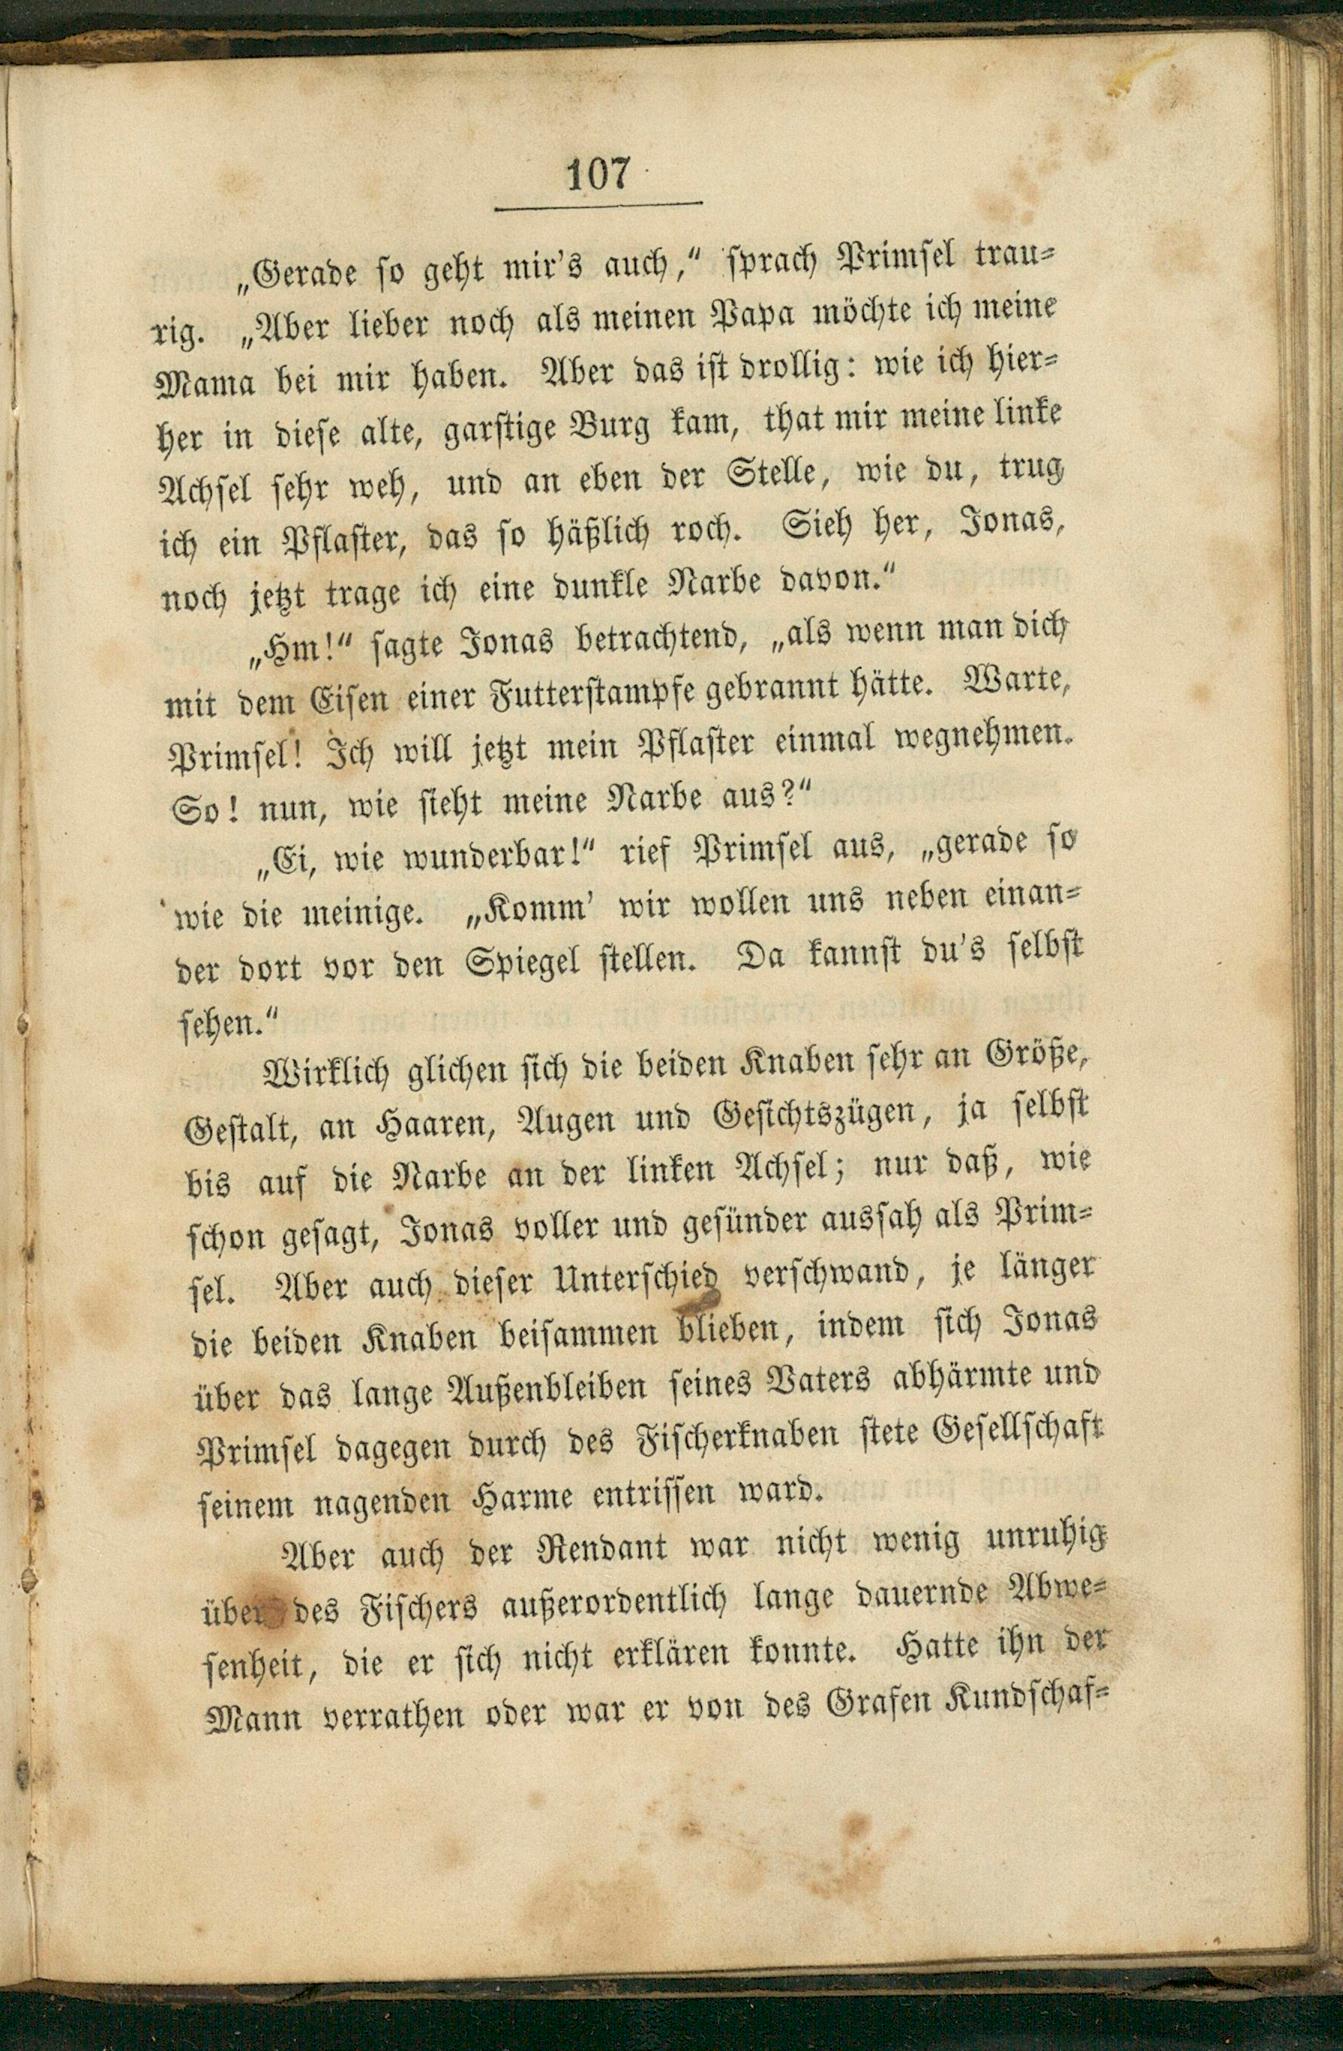 107
„Gerade so geht mir's auch,“ sprach Primsel trau=
rig. „Aber lieber noch als meinen Papa möchte ich meine
Mama bei mir haben. Aber das ist drollig: wie ich hier=
her in diese alte, garstige Burg kam, that mir meine linke
Achsel sehr weh, und an eben der Stelle, wie du, trug
ich ein Pflaster, das so häßlich roch. Sieh her, Jonas,
noch jetzt trage ich eine dunkle Narbe davon.“
„Hm!“ sagte Jonas betrachtend, „als wenn man dich
mit dem Eisen einer Futterstampfe gebrannt hätte. Warte,
Primsel! Ich will jetzt mein Pflaster einmal wegnehmen.
So! nun, wie sieht meine Narbe aus?“
„Ei, wie wunderbar!“ rief Primsel aus, „gerade so
wie die meinige. „Komm' wir wollen uns neben einan=
der dort vor den Spiegel stellen. Da kannst du's selbst
sehen.“
Wirklich glichen sich die beiden Knaben sehr an Größe,
Gestalt, an Haaren, Augen und Gesichtszügen, ja selbst
bis auf die Narbe an der linken Achsel; nur daß, wie
schon gesagt, Jonas voller und gesünder aussah als Prim=
sel. Aber auch dieser Unterschied verschwand, je länger
die beiden Knaben beisammen blieben, indem sich Jonas
über das lange Außenbleiben seines Vaters abhärmte und
Primsel dagegen durch des Fischerknaben stete Gesellschaft
seinem nagenden Harme entrissen ward.
Aber auch der Rendant war nicht wenig unruhig
über des Fischers außerordentlich lange dauernde Abwe=
senheit, die er sich nicht erklären konnte. Hatte ihn der
Mann verrathen oder war er von des Grafen Kundschaf=